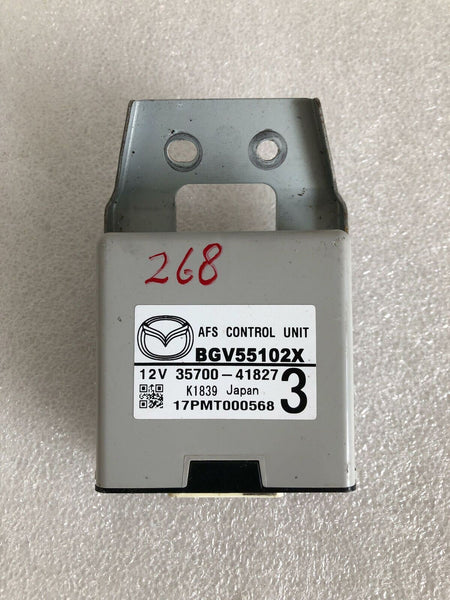 268
AFS CONTROL UNIT
BGV55102X
12V 35700-41827
K1839 Japan 3
17PMT000568